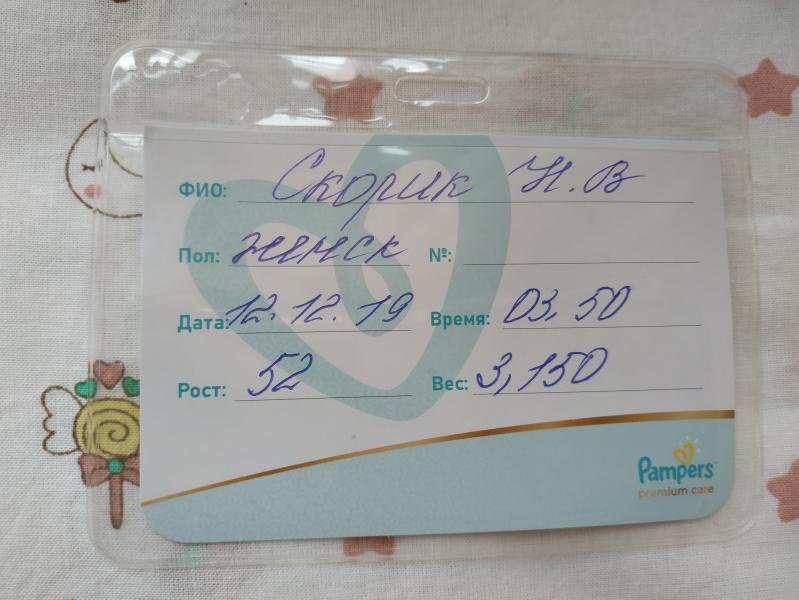 ФИО: Скорик Н.В
Пол: женск №:
Дата: 12.12.19 Время: 03,50
Рост: 52 Вес: 3,150
Pampers
premium care